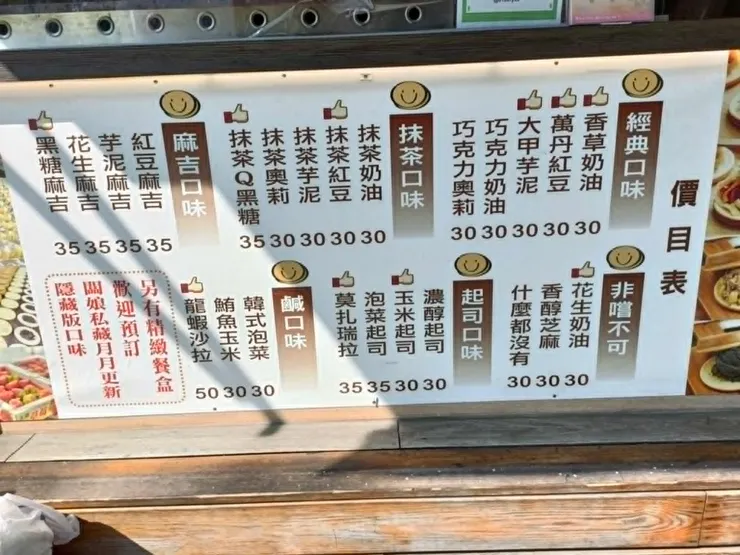 價目表
經典口味
香草奶油 30
萬丹紅豆 30
大甲芋泥 30
巧克力奶油 30
巧克力奧莉 30
抹茶口味
抹茶奶油 30
抹茶紅豆 30
抹茶芋泥 30
抹茶奧莉 30
抹茶Q黑糖 35
麻吉口味
紅豆麻吉 35
芋泥麻吉 35
花生麻吉 35
黑糖麻吉 35
非嚐不可
花生奶油 30
香醇芝麻 30
什麼都沒有 30
起司口味
濃醇起司 30
玉米起司 30
泡菜起司 35
莫扎瑞拉 35
鹹口味
韓式泡菜 30
鮪魚玉米 30
龍蝦沙拉 50
另有精緻餐盒
歡迎預訂
闆娘私藏月月更新
隱藏版口味